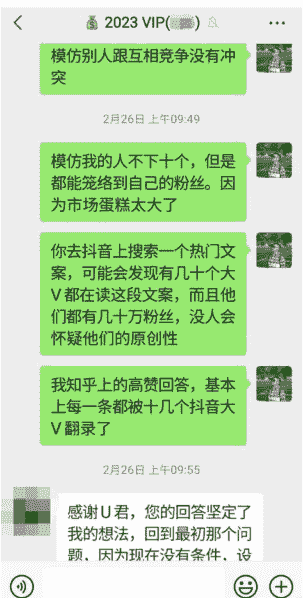 2023 VIP(
模仿别人跟互相竞争没有冲
突
2月26日 上午09:49
模仿我的人不下十个，但是
都能笼络到自己的粉丝。因
为市场蛋糕太大了
你去抖音上搜索一个热门文
案，可能会发现有几十个大
V 都在读这段文案，而且他
们都有几十万粉丝，没人会
怀疑他们的原创性
我知乎上的高赞回答，基本
上每一条都被十几个抖音大
V 翻录了
2月26日 上午09:55
感谢U君，您的回答坚定了
我的想法，回到最初那个问
题，因为现在没有条件，设